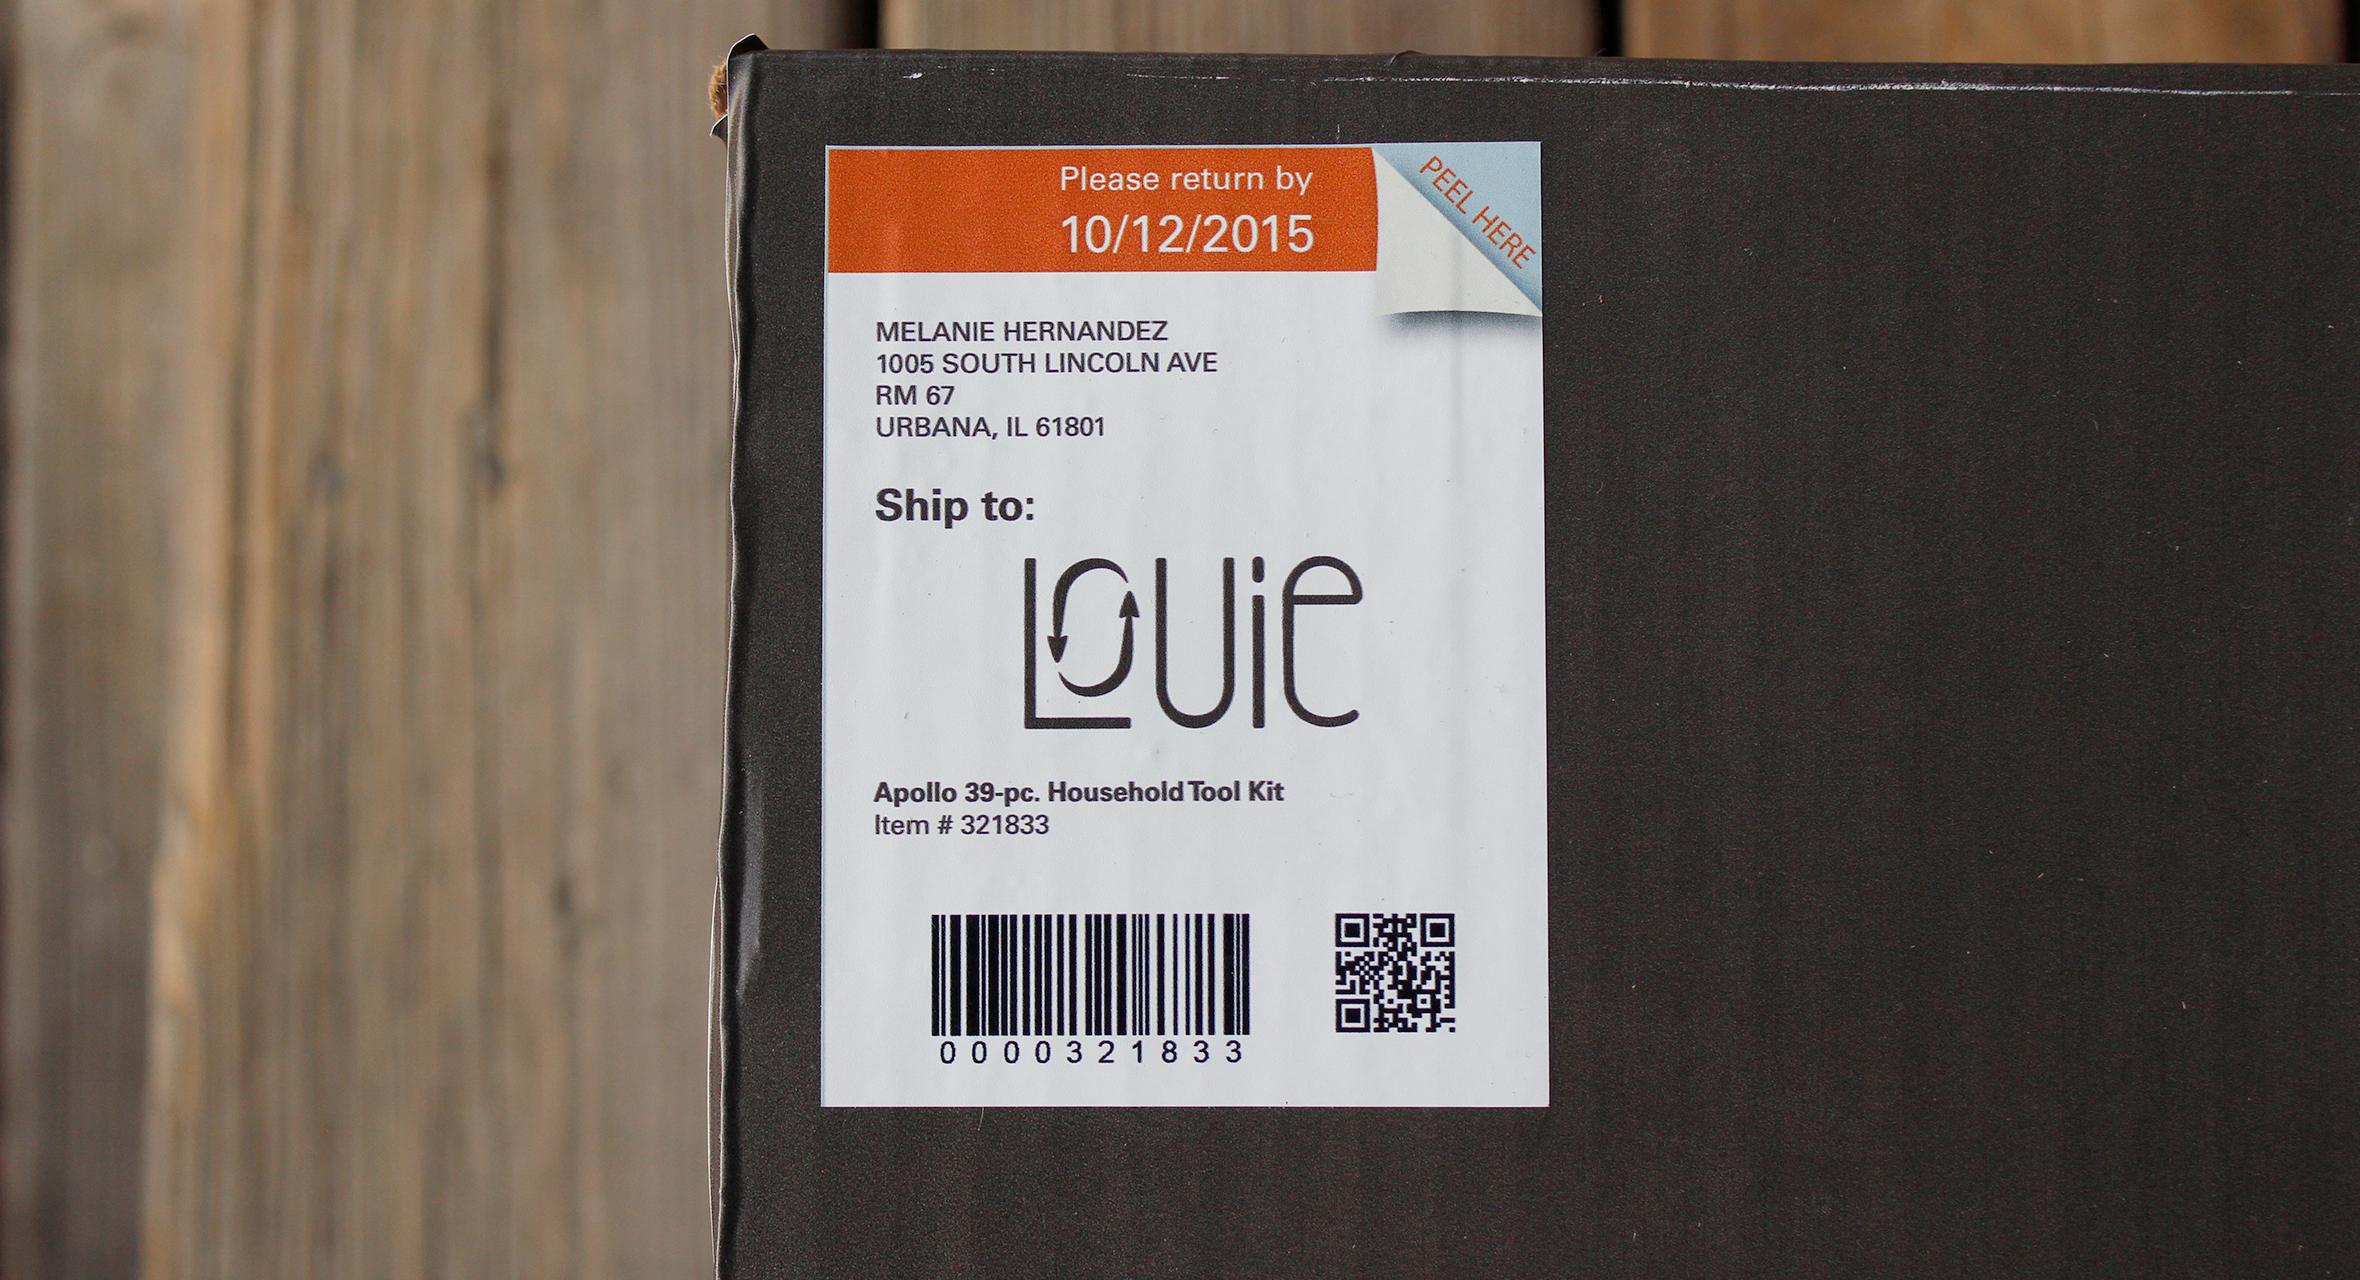 Please return by
10/12/2015
PEEL HERE
MELANIE HERNANDEZ
1005 SOUTH LINCOLN AVE
RM 67
URBANA, IL 61801
Ship to:
Louie
Apollo 39-pc. Household Tool Kit
Item # 321833
0000321833